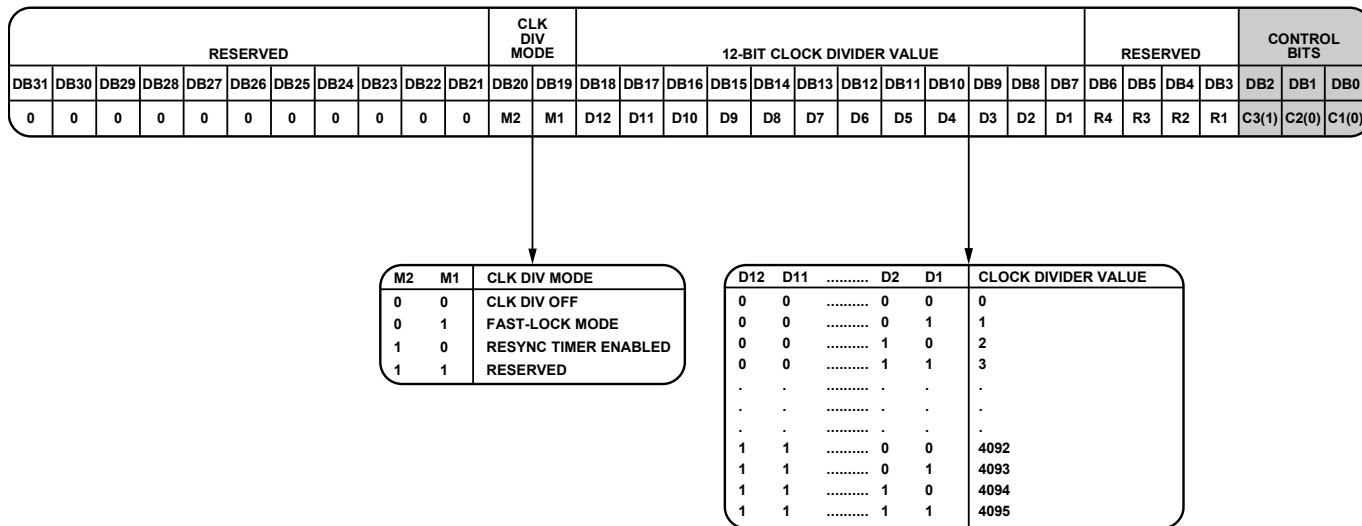 RESERVED
CLK
DIV
MODE
12-BIT CLOCK DIVIDER VALUE
RESERVED
CONTROL
BITS
DB31 DB30 DB29 DB28 DB27 DB26 DB25 DB24 DB23 DB22 DB21 DB20 DB19 DB18 DB17 DB16 DB15 DB14 DB13 DB12 DB11 DB10 DB9 DB8 DB7 DB6 DB5 DB4 DB3 DB2 DB1 DB0
0 0 0 0 0 0 0 0 0 0 0 M2 M1 D12 D11 D10 D9 D8 D7 D6 D5 D4 D3 D2 D1 R4 R3 R2 R1 C3(1) C2(0) C1(0)
M2 M1 CLK DIV MODE
0 0 CLK DIV OFF
0 1 FAST-LOCK MODE
1 0 RESYNC TIMER ENABLED
1 1 RESERVED
D12 D11 .......... D2 D1 CLOCK DIVIDER VALUE
0 0 .......... 0 0 0
0 0 .......... 0 1 1
0 0 .......... 1 0 2
0 0 .......... 1 1 3
. . .......... . . .
. . .......... . . .
. . .......... . . .
1 1 .......... 0 0 4092
1 1 .......... 0 1 4093
1 1 .......... 1 0 4094
1 1 .......... 1 1 4095